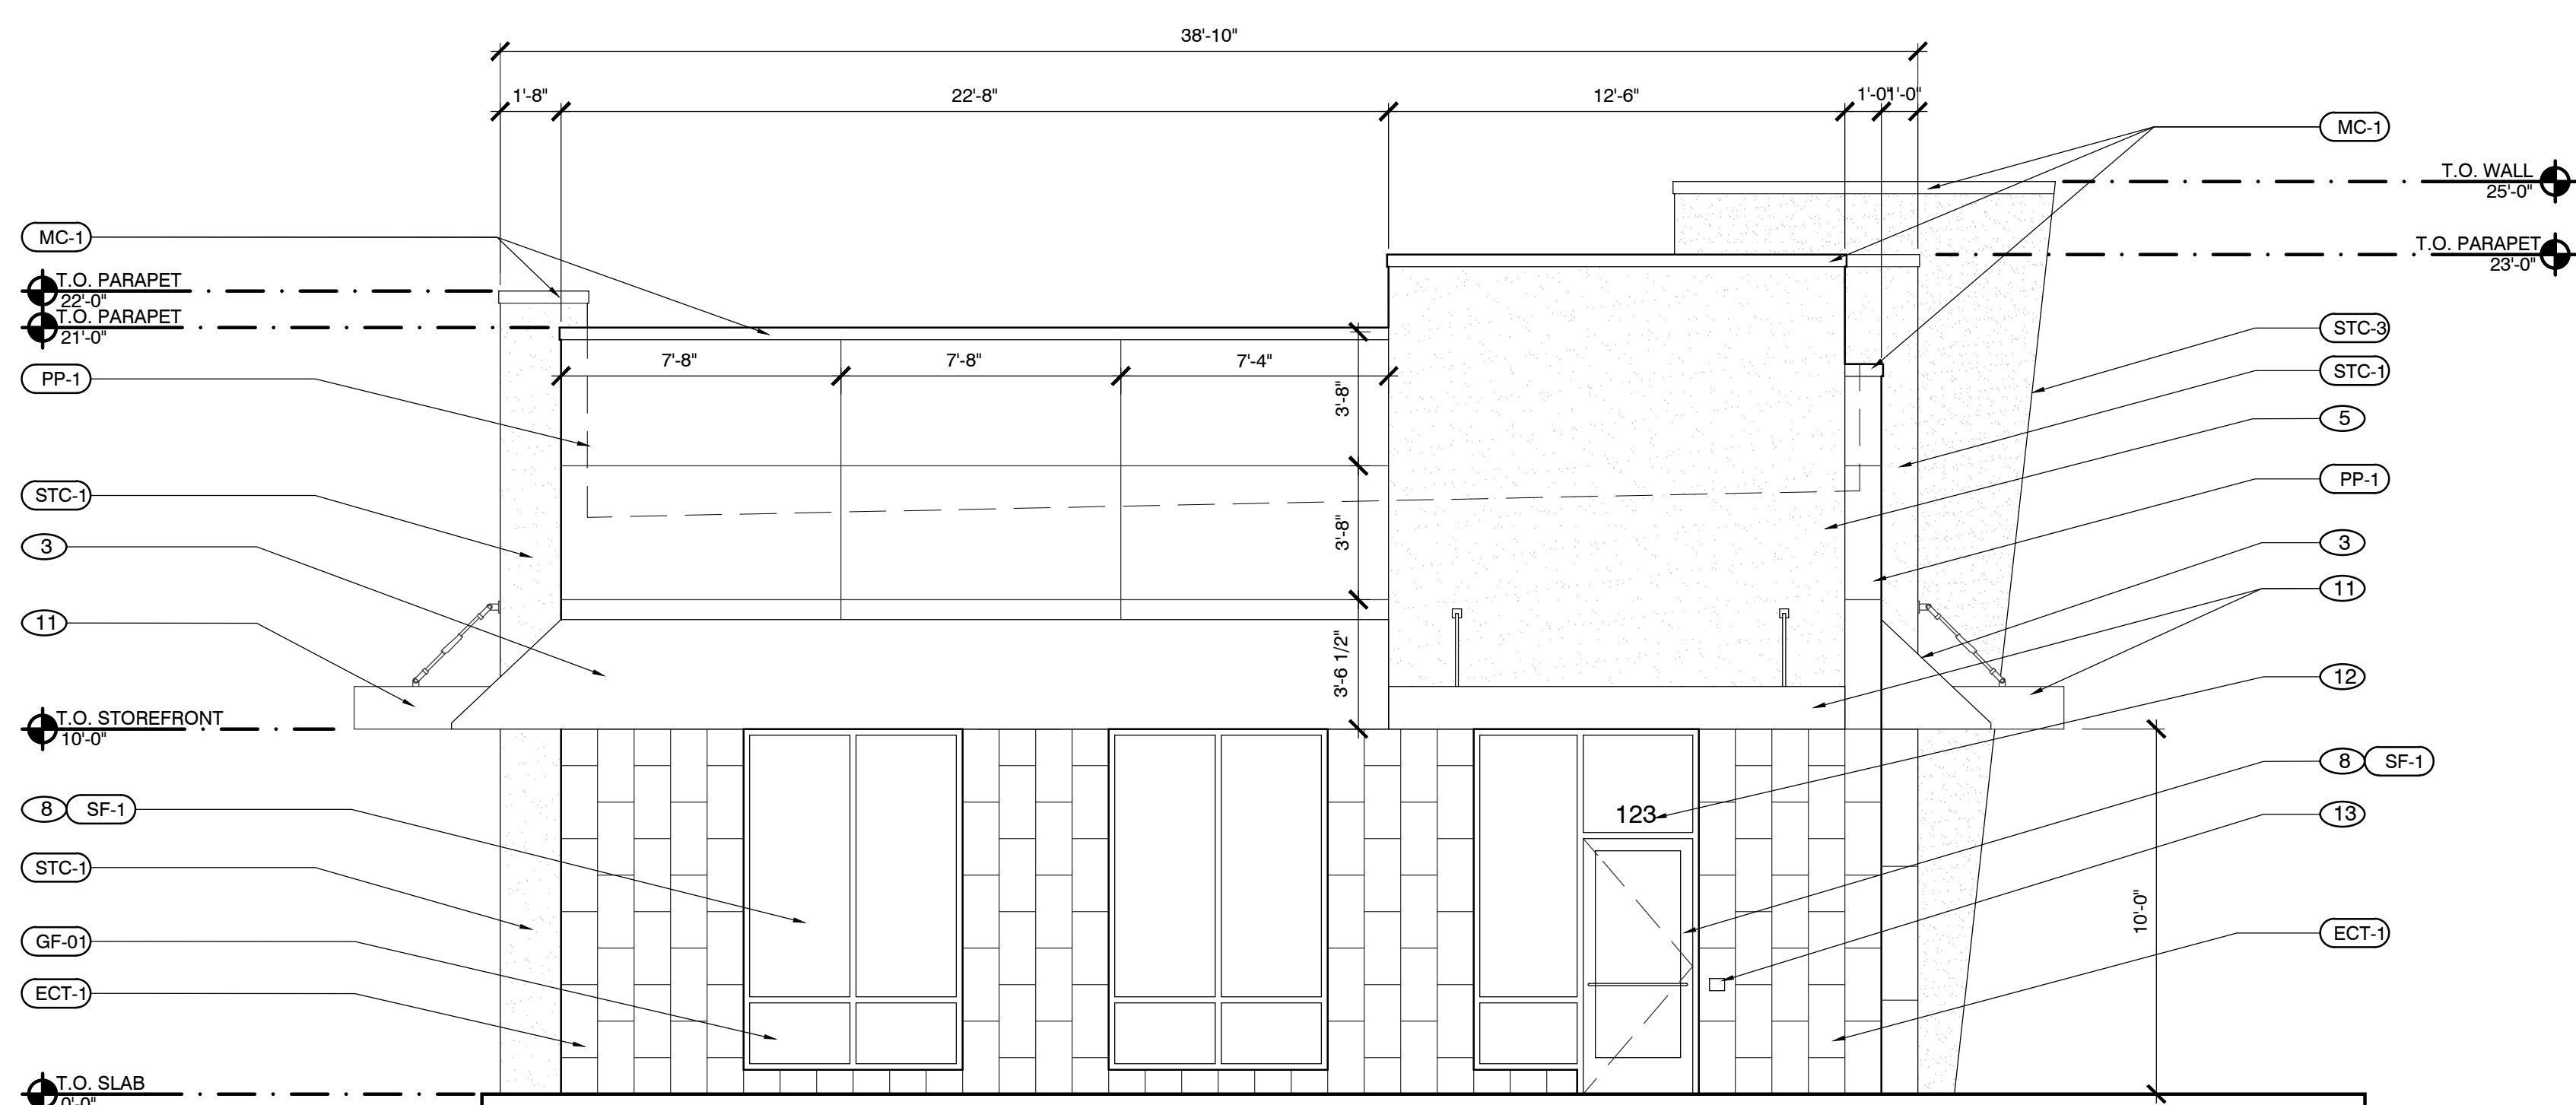 38'-10"
1'-8"
22'-8"
12'-6"
1'-0"
1'-0"
MC-1
T.O. WALL
25'-0"
MC-1
T.O. PARAPET
23'-0"
T.O. PARAPET
22'-0"
T.O. PARAPET
21'-0"
STC-3
7'-8"
7'-8"
7'-4"
PP-1
STC-1
3'-8"
5
PP-1
STC-1
3'-8"
3
3
11
11
3'-6 1/2"
12
T.O. STOREFRONT
10'-0"
8
SF-1
8
SF-1
123
13
STC-1
10'-0"
GF-01
ECT-1
ECT-1
T.O. SLAB
0'-0"